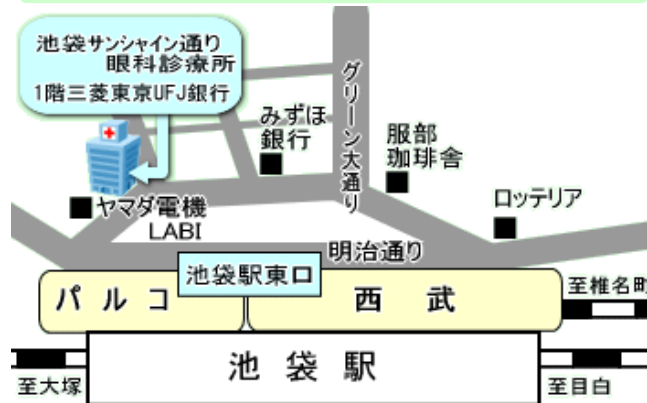 池袋サンシャイン通り
眼科診療所
1階三菱東京UFJ銀行
グリーン大通り
みずほ
銀行
服部
珈琲舎
ロッテリア
ヤマダ電機
LABI
明治通り
池袋駅東口
パルコ
西武
至椎名町
池袋駅
至大塚
至目白